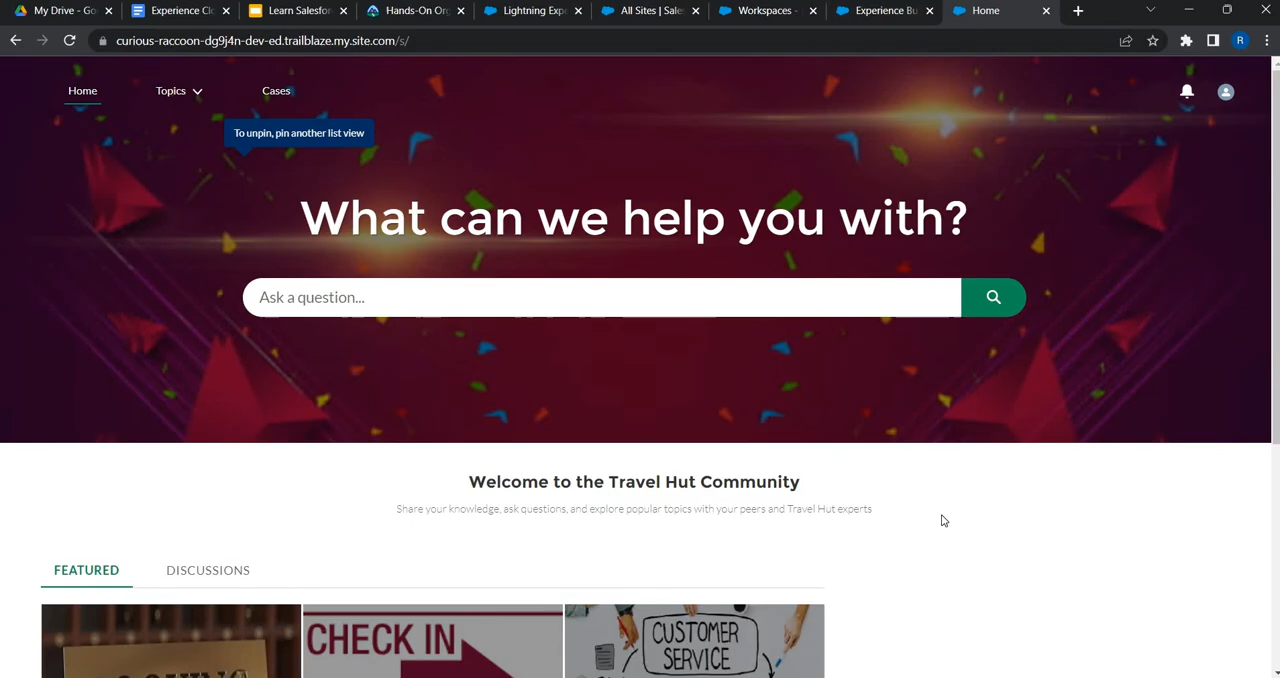 My Drive - Go
Experience Cl
Learn Salesfor
Hands-On Org
Lightning Exp
All Sites | Sale
Workspaces -
Experience Bu
Home
curious-raccoon-dg9j4n-dev-ed.trailblaze.my.site.com/s/
R
Home
Topics
Cases
To unpin, pin another list view
What can we help you with?
Ask a question...
Welcome to the Travel Hut Community
Share your knowledge, ask questions, and explore popular topics with your peers and Travel Hut experts
FEATURED
DISCUSSIONS
CHECK IN
CUSTOMER
SERVICE